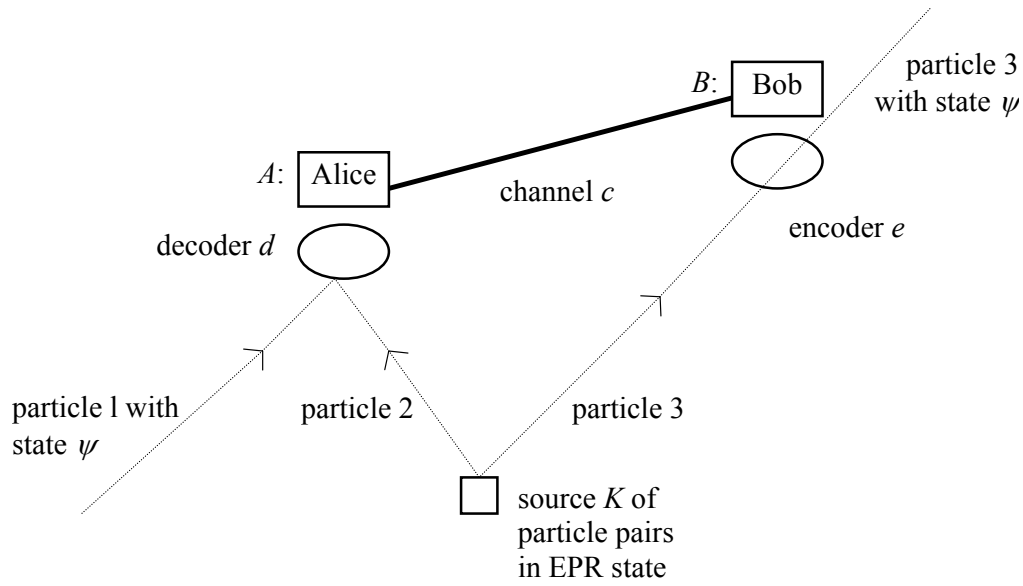 particle 3
with state ψ
B: Bob
A: Alice
channel c
decoder d
encoder e
particle 1 with
state ψ
particle 2
particle 3
source K of
particle pairs
in EPR state